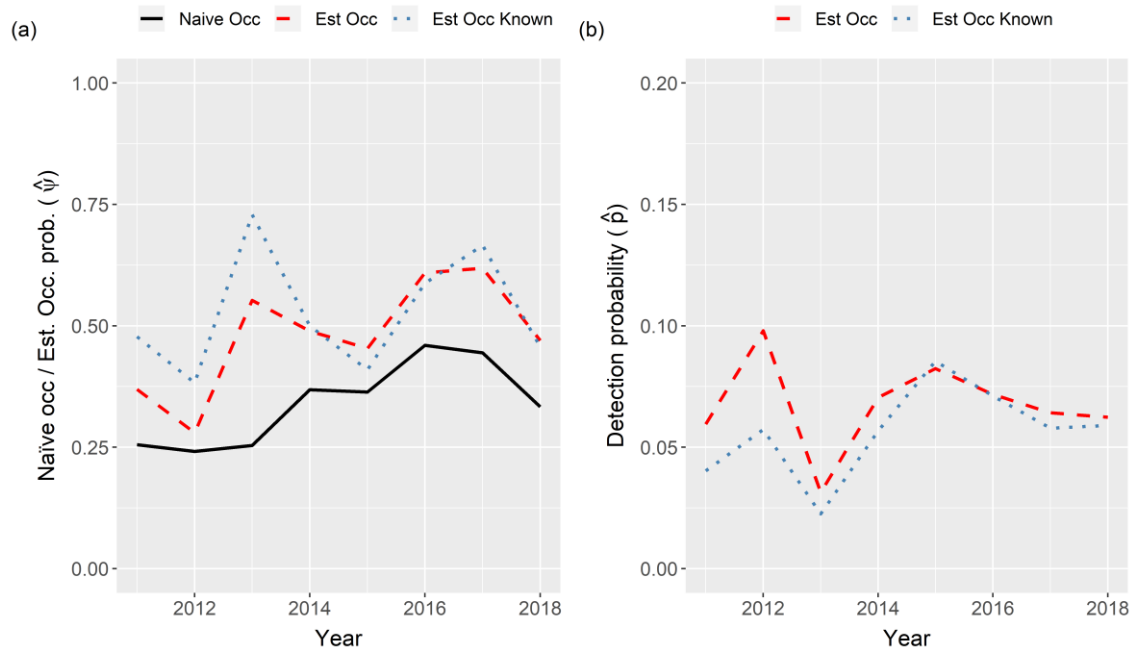 (a)
Naive Occ Est Occ Est Occ Known
1.00
0.75
0.50
0.25
0.00
Naïve occ / Est. Occ. prob. ( ψ̂ )
2012 2014 2016 2018
Year
(b)
Est Occ Est Occ Known
0.20
0.15
0.10
0.05
0.00
Detection probability ( p̂ )
2012 2014 2016 2018
Year